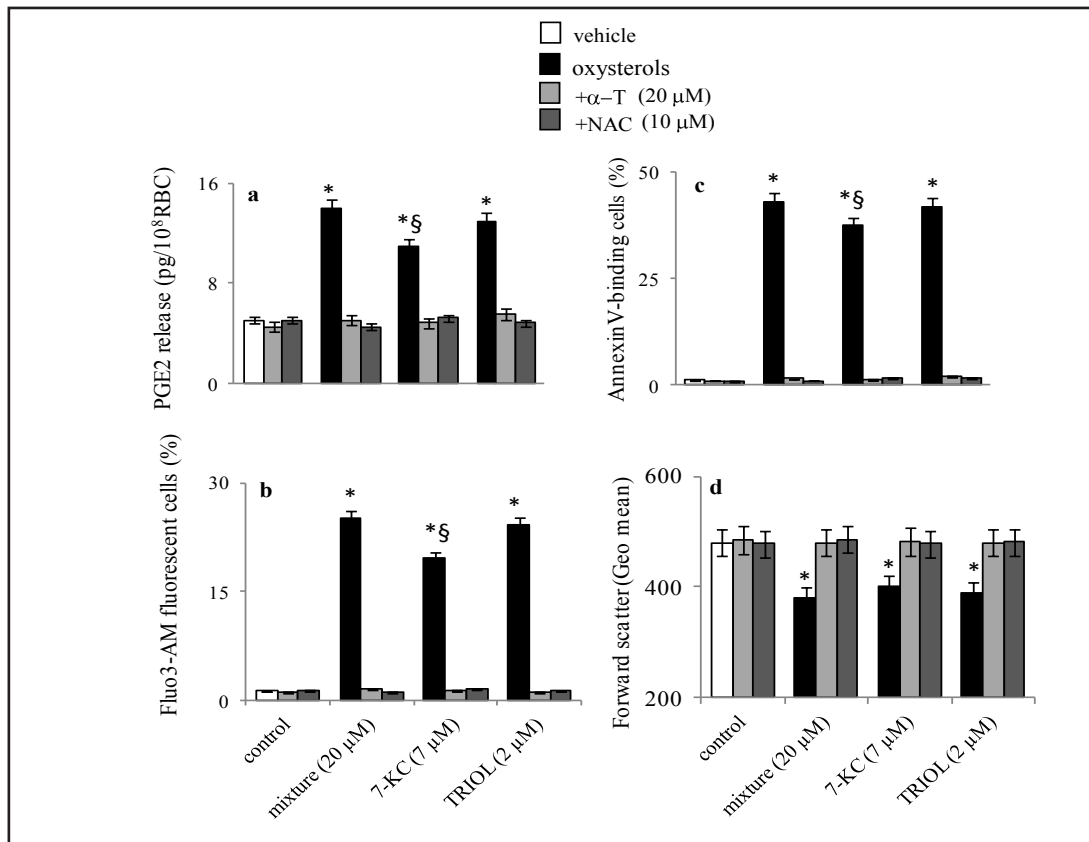 vehicle
oxysterols
+α−T (20 µM)
+NAC (10 µM)
a
PGE2 release (pg/10⁸RBC)
16
8
0
*
*§
*
c
Annexin V-binding cells (%)
50
25
0
*
*§
*
b
Fluo3-AM fluorescent cells (%)
30
15
0
*
*§
*
control
mixture (20 µM)
7-KC (7 µM)
TRIOL (2 µM)
d
Forward scatter (Geo mean)
600
400
200
*
*
*
control
mixture (20 µM)
7-KC (7 µM)
TRIOL (2 µM)